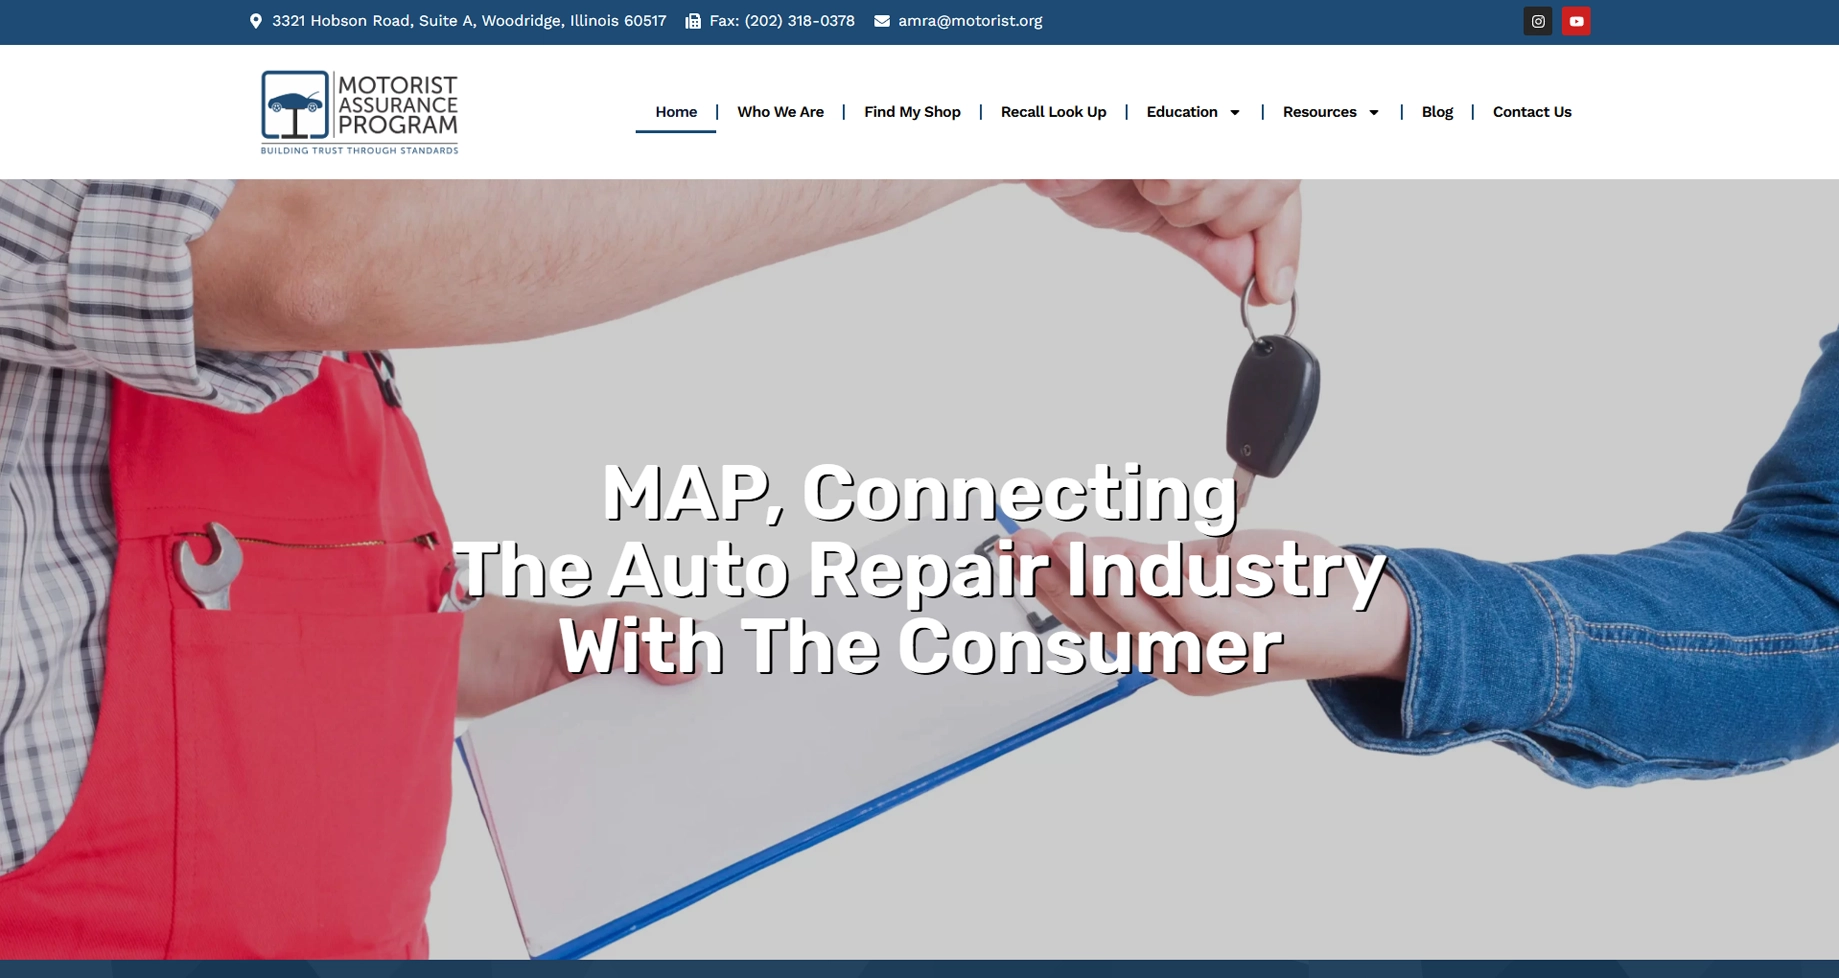 3321 Hobson Road, Suite A, Woodridge, Illinois 60517 Fax: (202) 318-0378 amra@motorist.org
MOTORIST
ASSURANCE
PROGRAM
BUILDING TRUST THROUGH STANDARDS
Home Who We Are Find My Shop Recall Look Up Education Resources Blog Contact Us
MAP, Connecting
The Auto Repair Industry
With The Consumer